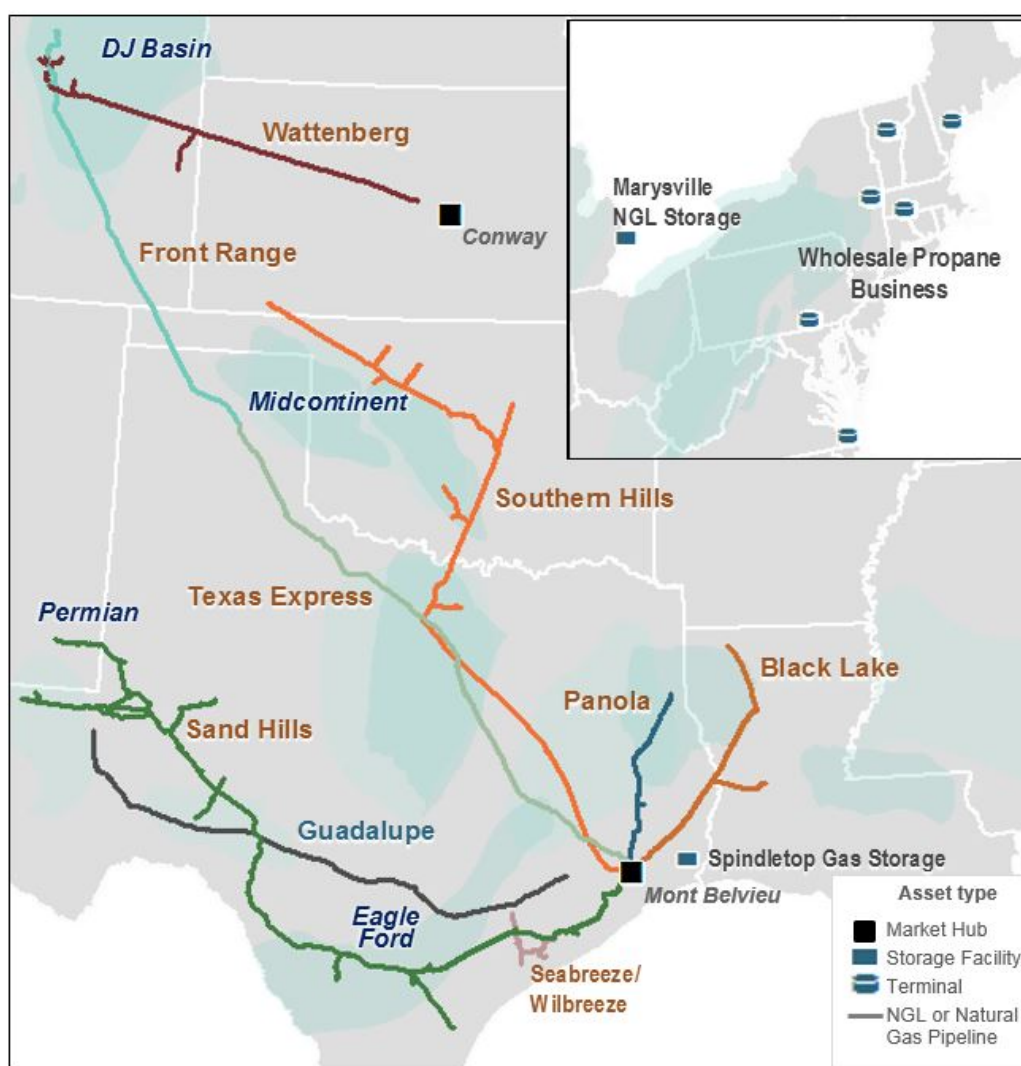 DJ Basin
Wattenberg
Conway
Front Range
Midcontinent
Southern Hills
Texas Express
Permian
Sand Hills
Guadalupe
Panola
Black Lake
Spindletop Gas Storage
Mont Belvieu
Eagle
Ford
Seabreeze/
Wilbreeze
Marysville
NGL Storage
Wholesale Propane
Business
Asset type
Market Hub
Storage Facility
Terminal
NGL or Natural
Gas Pipeline